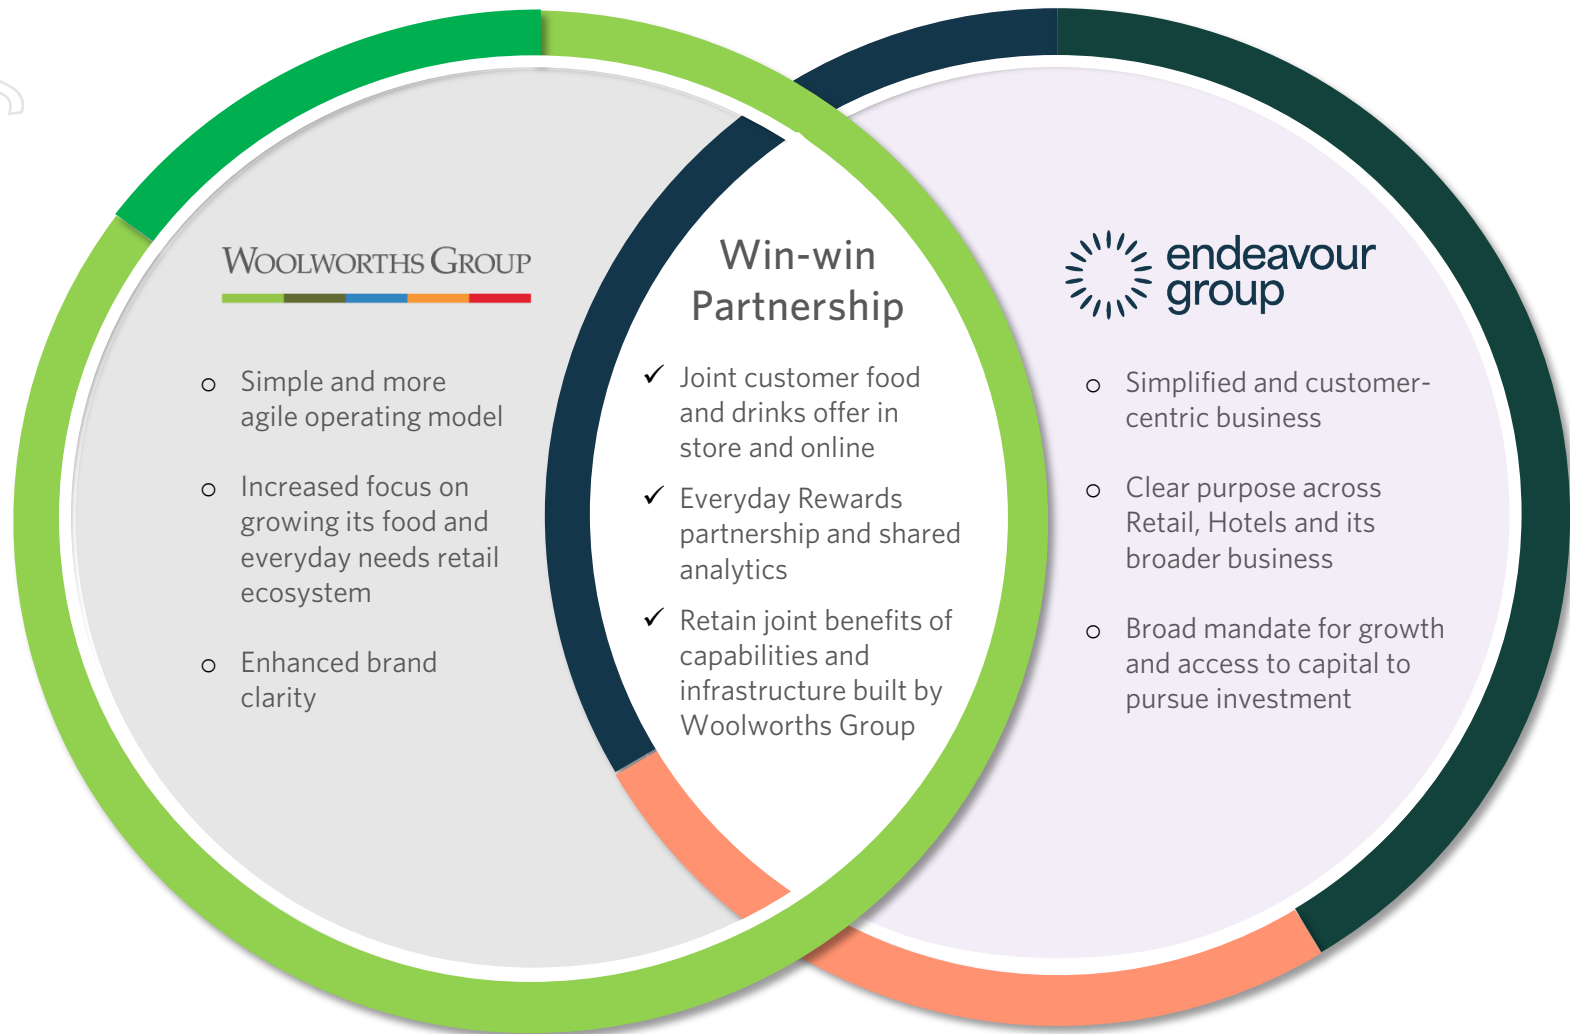 WOOLWORTHS GROUP
Simple and more
agile operating model
Increased focus on
growing its food and
everyday needs retail
ecosystem
Enhanced brand
clarity
Win-win
Partnership
Joint customer food
and drinks offer in
store and online
Everyday Rewards
partnership and shared
analytics
Retain joint benefits of
capabilities and
infrastructure built by
Woolworths Group
endeavour
group
Simplified and customer-
centric business
Clear purpose across
Retail, Hotels and its
broader business
Broad mandate for growth
and access to capital to
pursue investment